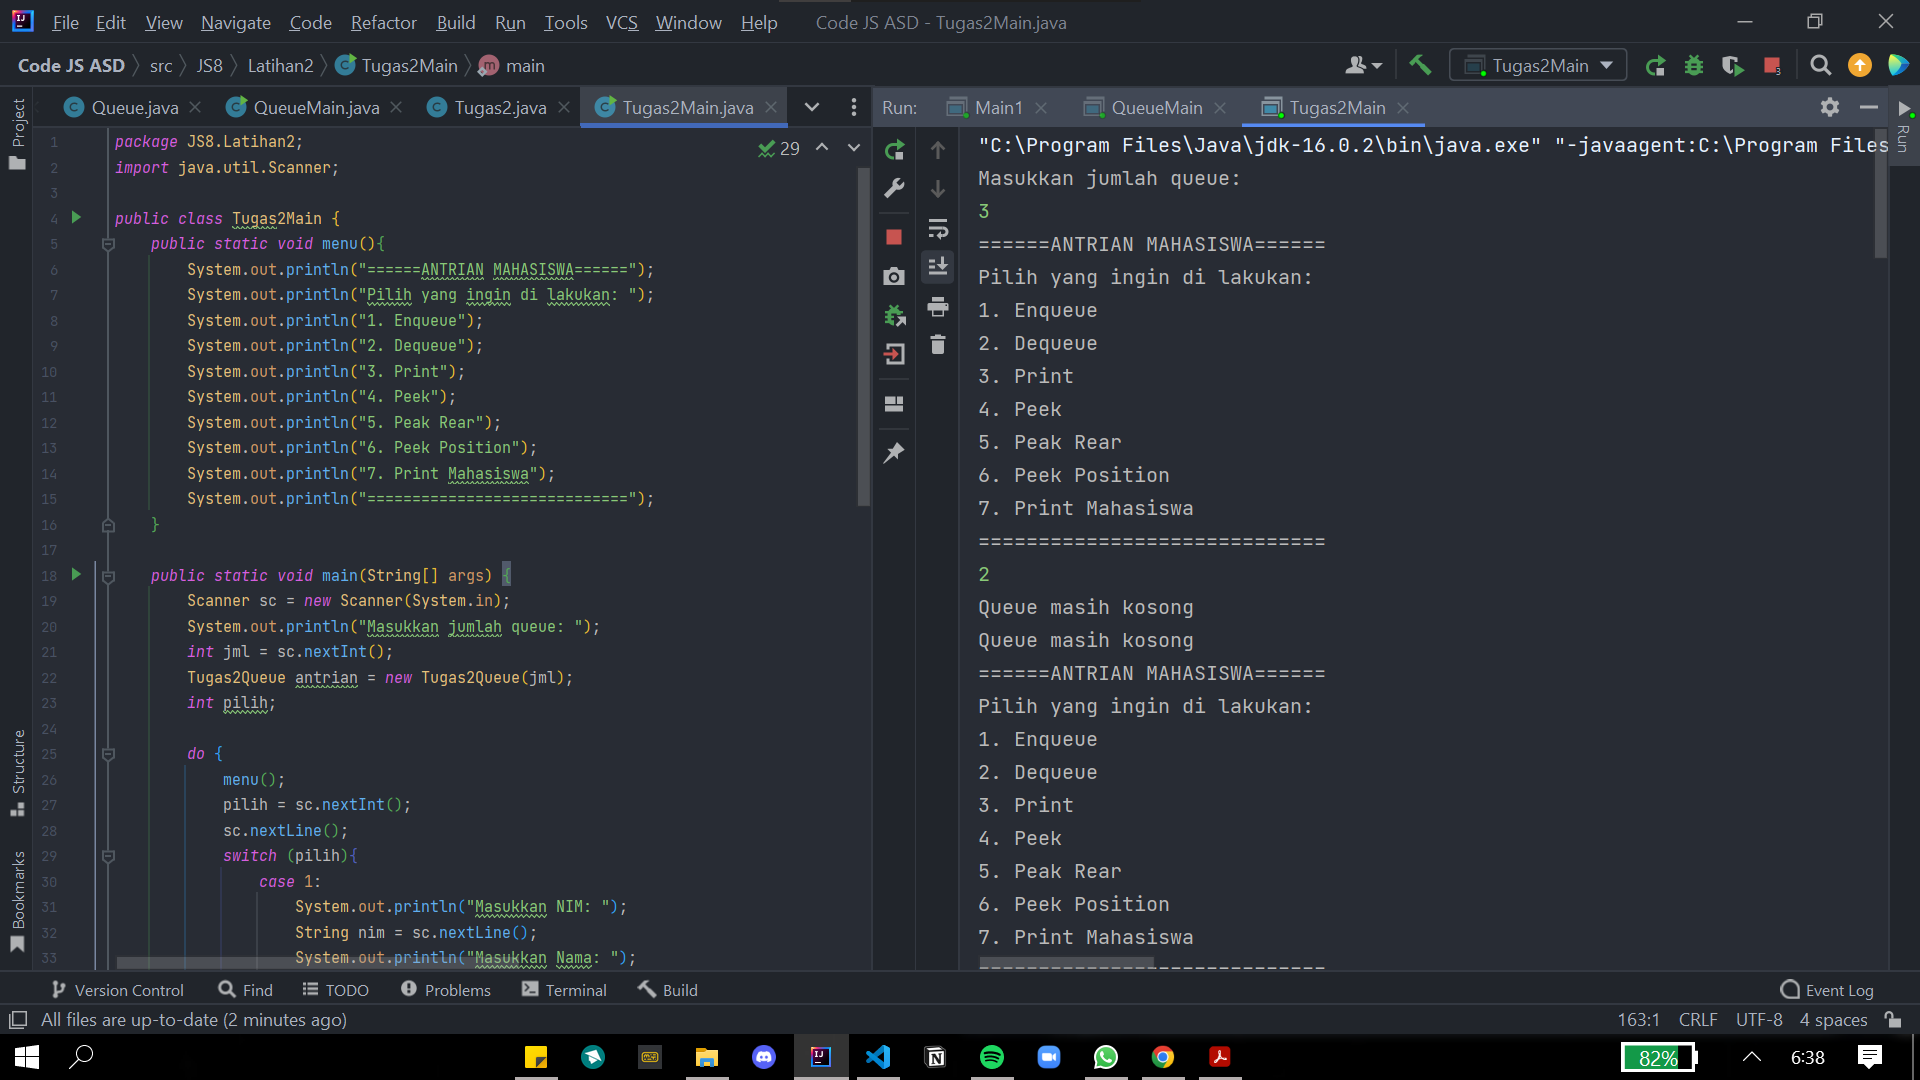 File Edit View Navigate Code Refactor Build Run Tools VCS Window Help Code JS ASD - Tugas2Main.java
Code JS ASD src JS8 Latihan2 Tugas2Main main Tugas2Main
Project
Queue.java QueueMain.java Tugas2.java Tugas2Main.java
29
1 package JS8.Latihan2;
2 import java.util.Scanner;
3
4 public class Tugas2Main {
5 public static void menu(){
6 System.out.println("======ANTRIAN MAHASISWA======");
7 System.out.println("Pilih yang ingin di lakukan: ");
8 System.out.println("1. Enqueue");
9 System.out.println("2. Dequeue");
10 System.out.println("3. Print");
11 System.out.println("4. Peek");
12 System.out.println("5. Peak Rear");
13 System.out.println("6. Peek Position");
14 System.out.println("7. Print Mahasiswa");
15 System.out.println("=============================");
16 }
17
18 public static void main(String[] args) {
19 Scanner sc = new Scanner(System.in);
20 System.out.println("Masukkan jumlah queue: ");
21 int jml = sc.nextInt();
22 Tugas2Queue antrian = new Tugas2Queue(jml);
23 int pilih;
24
25 do {
26 menu();
27 pilih = sc.nextInt();
28 sc.nextLine();
29 switch (pilih){
30 case 1:
31 System.out.println("Masukkan NIM: ");
32 String nim = sc.nextLine();
33 System.out.println("Masukkan Nama: ");
Structure
Bookmarks
Run: Main1 QueueMain Tugas2Main
Run
"C:\Program Files\Java\jdk-16.0.2\bin\java.exe" "-javaagent:C:\Program Files
Masukkan jumlah queue:
3
======ANTRIAN MAHASISWA======
Pilih yang ingin di lakukan:
1. Enqueue
2. Dequeue
3. Print
4. Peek
5. Peak Rear
6. Peek Position
7. Print Mahasiswa
=============================
2
Queue masih kosong
Queue masih kosong
======ANTRIAN MAHASISWA======
Pilih yang ingin di lakukan:
1. Enqueue
2. Dequeue
3. Print
4. Peek
5. Peak Rear
6. Peek Position
7. Print Mahasiswa
=============================
Version Control Find TODO Problems Terminal Build Event Log
All files are up-to-date (2 minutes ago) 163:1 CRLF UTF-8 4 spaces
82% 6:38